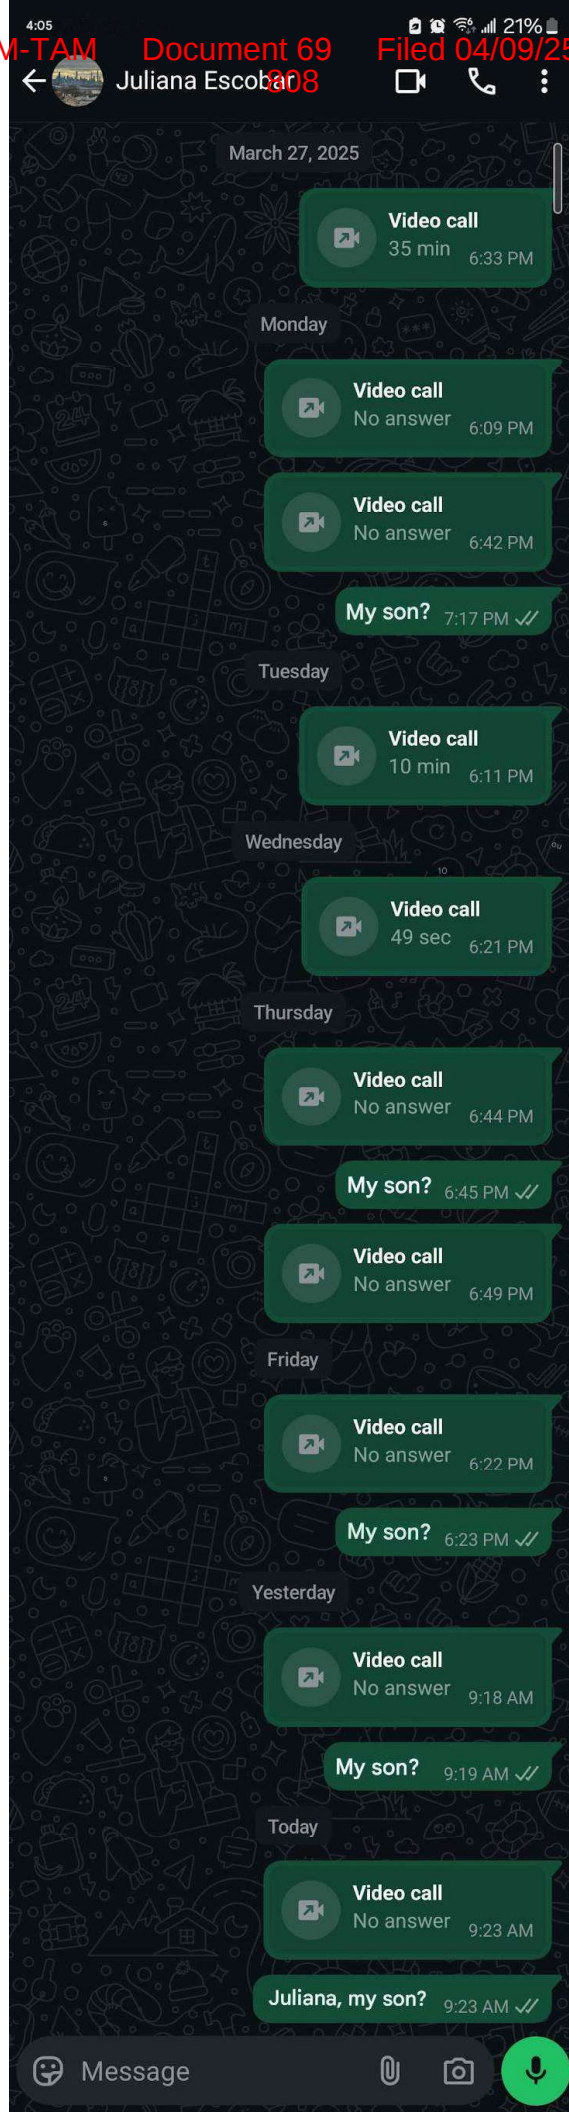 4:05 21%
M-TAM Document 69 Filed 04/09/25
Juliana Escobar
808
March 27, 2025
Video call
35 min 6:33 PM
Monday
Video call
No answer 6:09 PM
Video call
No answer 6:42 PM
My son? 7:17 PM
Tuesday
Video call
10 min 6:11 PM
Wednesday
Video call
49 sec 6:21 PM
Thursday
Video call
No answer 6:44 PM
My son? 6:45 PM
Video call
No answer 6:49 PM
Friday
Video call
No answer 6:22 PM
My son? 6:23 PM
Yesterday
Video call
No answer 9:18 AM
My son? 9:19 AM
Today
Video call
No answer 9:23 AM
Juliana, my son? 9:23 AM
Message